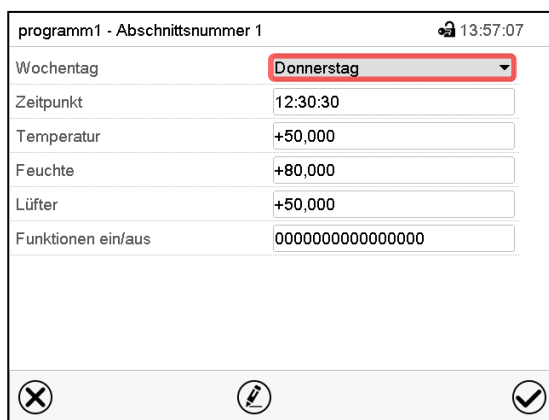 programm1 - Abschnittsnummer 1 13:57:07
Wochentag Donnerstag
Zeitpunkt 12:30:30
Temperatur +50,000
Feuchte +80,000
Lüfter +50,000
Funktionen ein/aus 0000000000000000